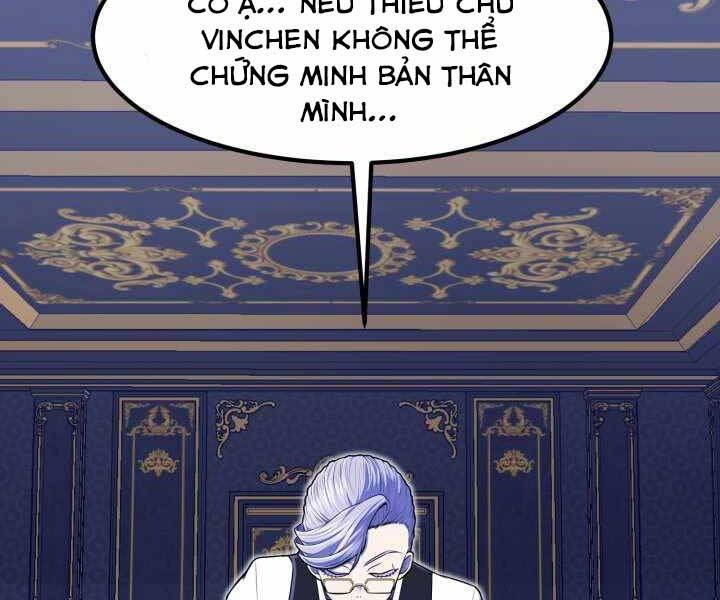 CÓ Ạ... NẾU THIẾU CHỦ
VINCHEN KHÔNG THỂ
CHỨNG MINH BẢN THÂN
MÌNH...